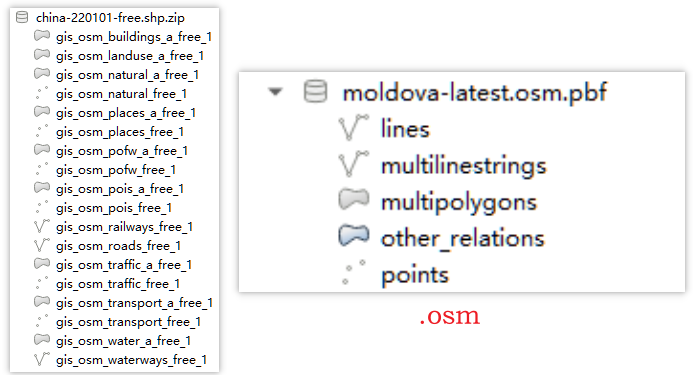 china-220101-free.shp.zip
gis_osm_buildings_a_free_1
gis_osm_landuse_a_free_1
gis_osm_natural_a_free_1
gis_osm_natural_free_1
gis_osm_places_a_free_1
gis_osm_places_free_1
gis_osm_pofw_a_free_1
gis_osm_pofw_free_1
gis_osm_pois_a_free_1
gis_osm_pois_free_1
gis_osm_railways_free_1
gis_osm_roads_free_1
gis_osm_traffic_a_free_1
gis_osm_traffic_free_1
gis_osm_transport_a_free_1
gis_osm_transport_free_1
gis_osm_water_a_free_1
gis_osm_waterways_free_1
moldova-latest.osm.pbf
lines
multilinestrings
multipolygons
other_relations
points
.osm